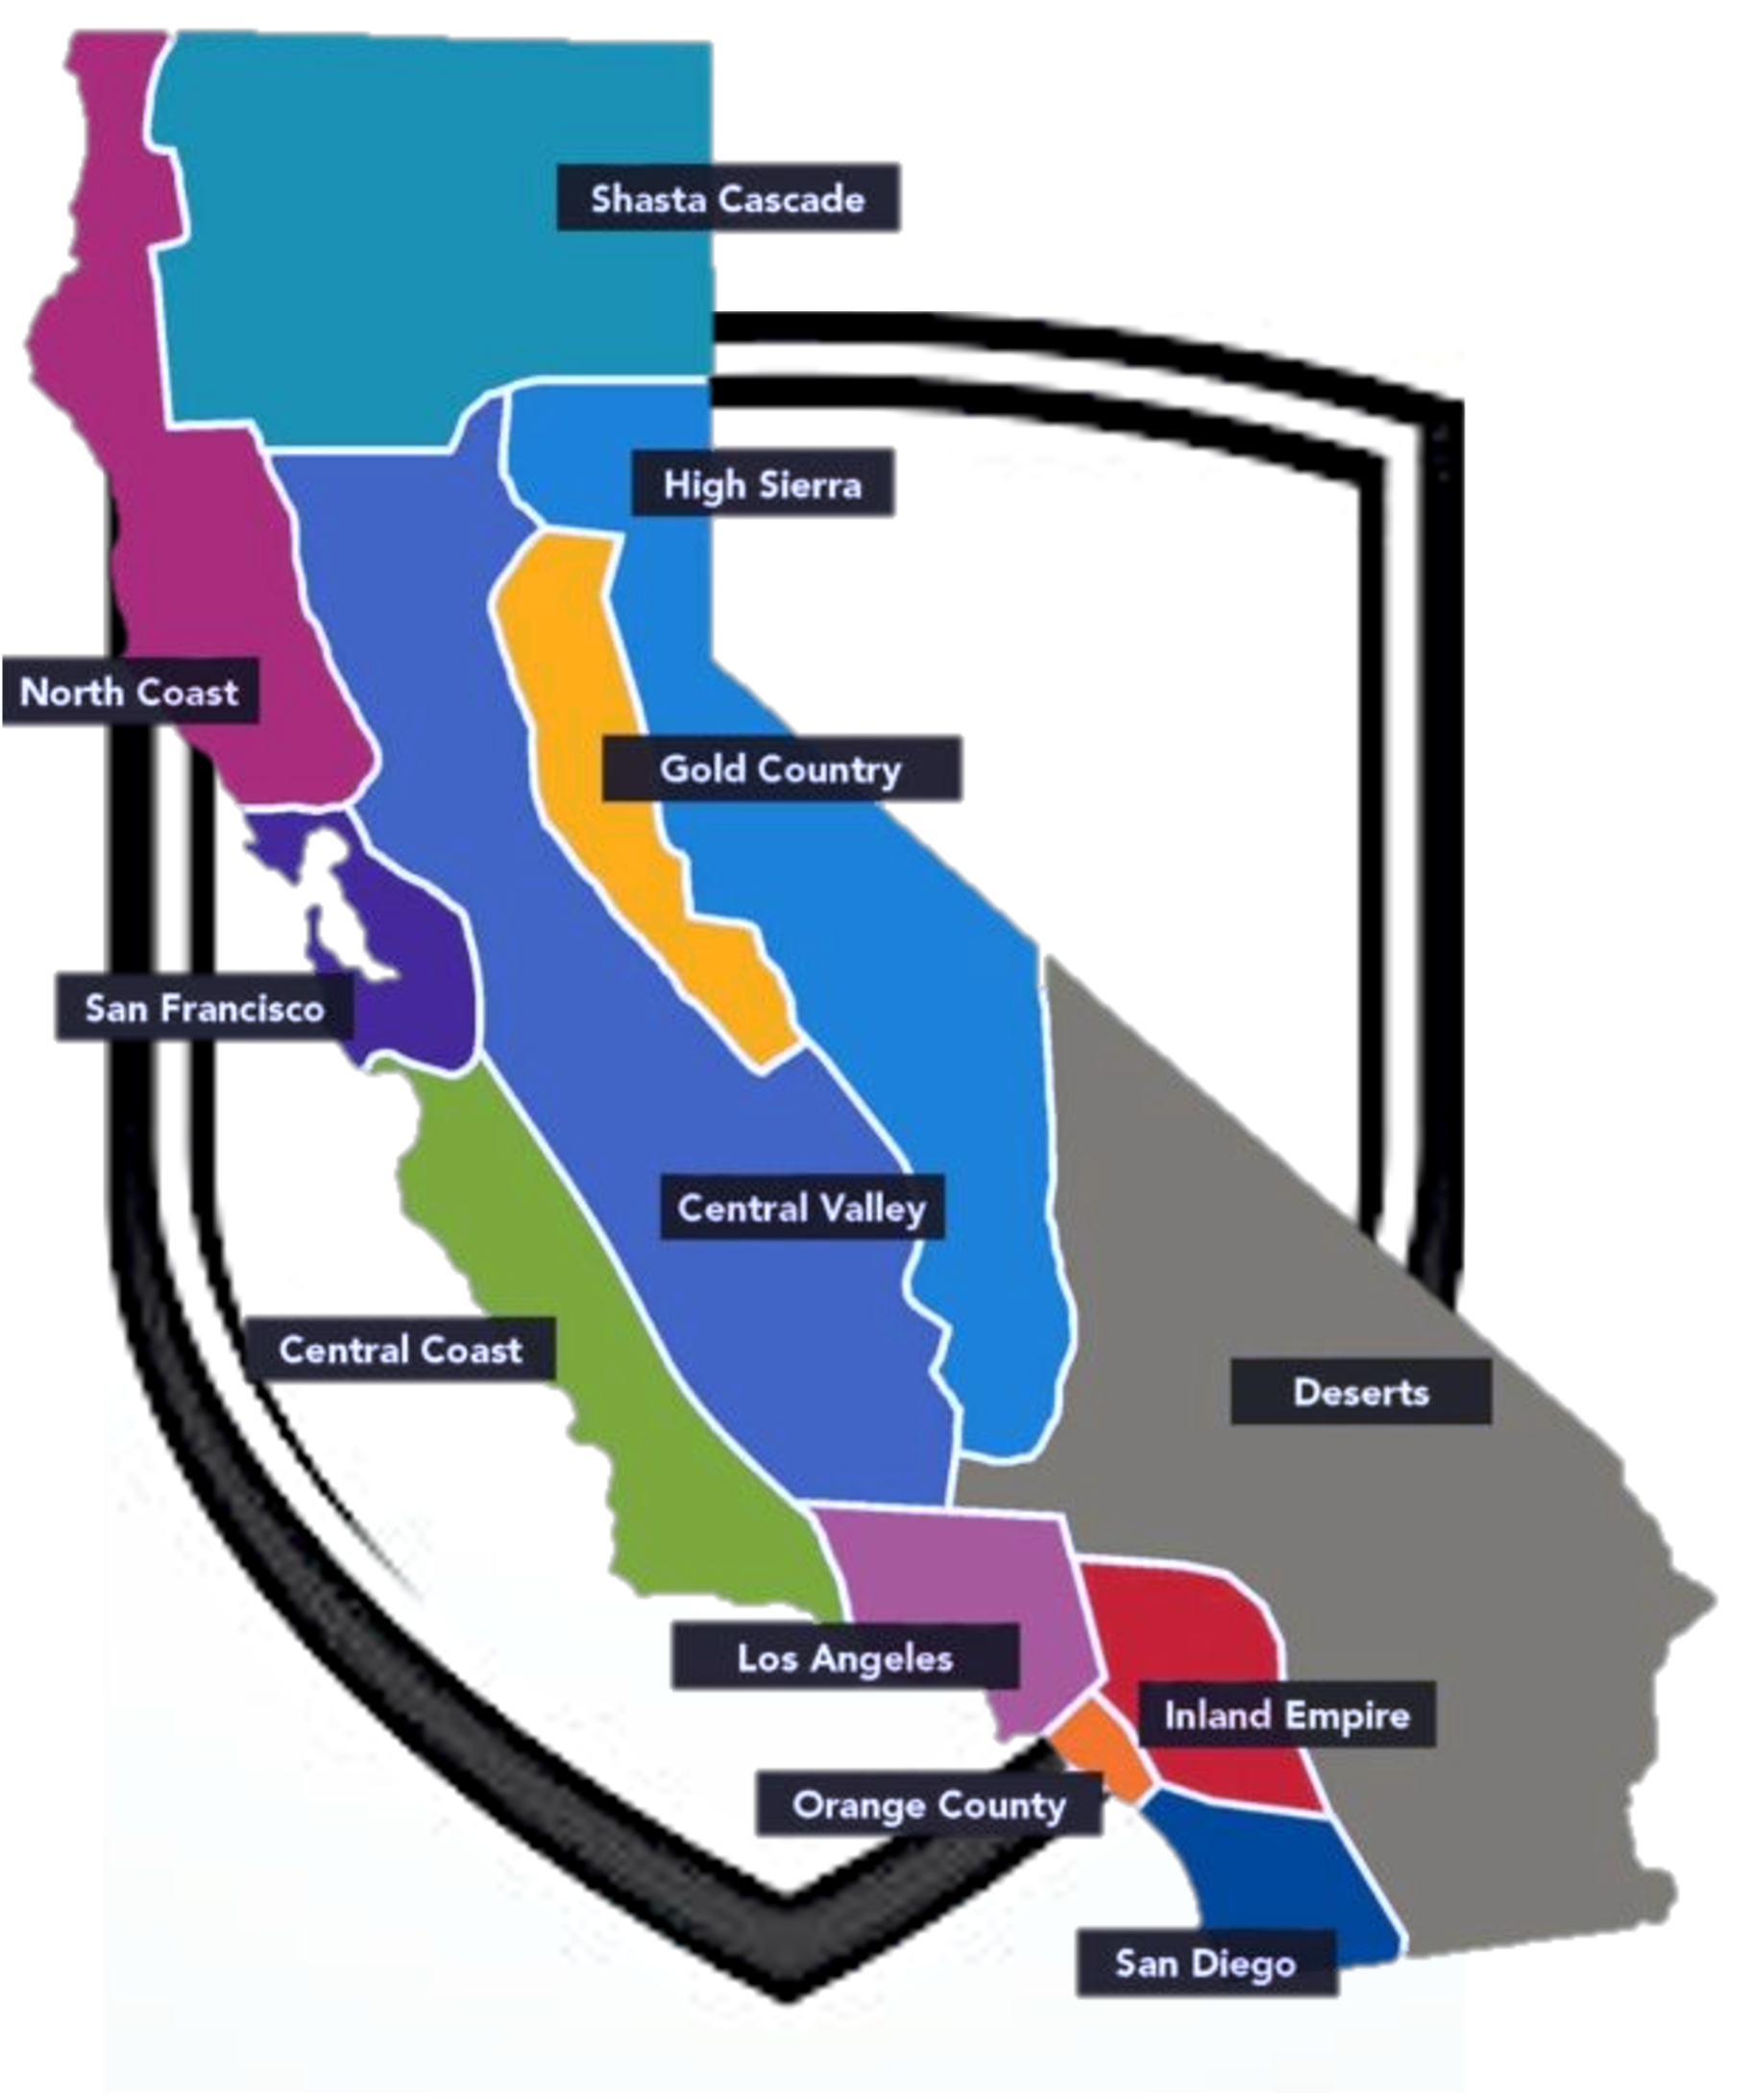 Shasta Cascade
High Sierra
North Coast
Gold Country
San Francisco
Central Valley
Central Coast
Deserts
Los Angeles
Inland Empire
Orange County
San Diego